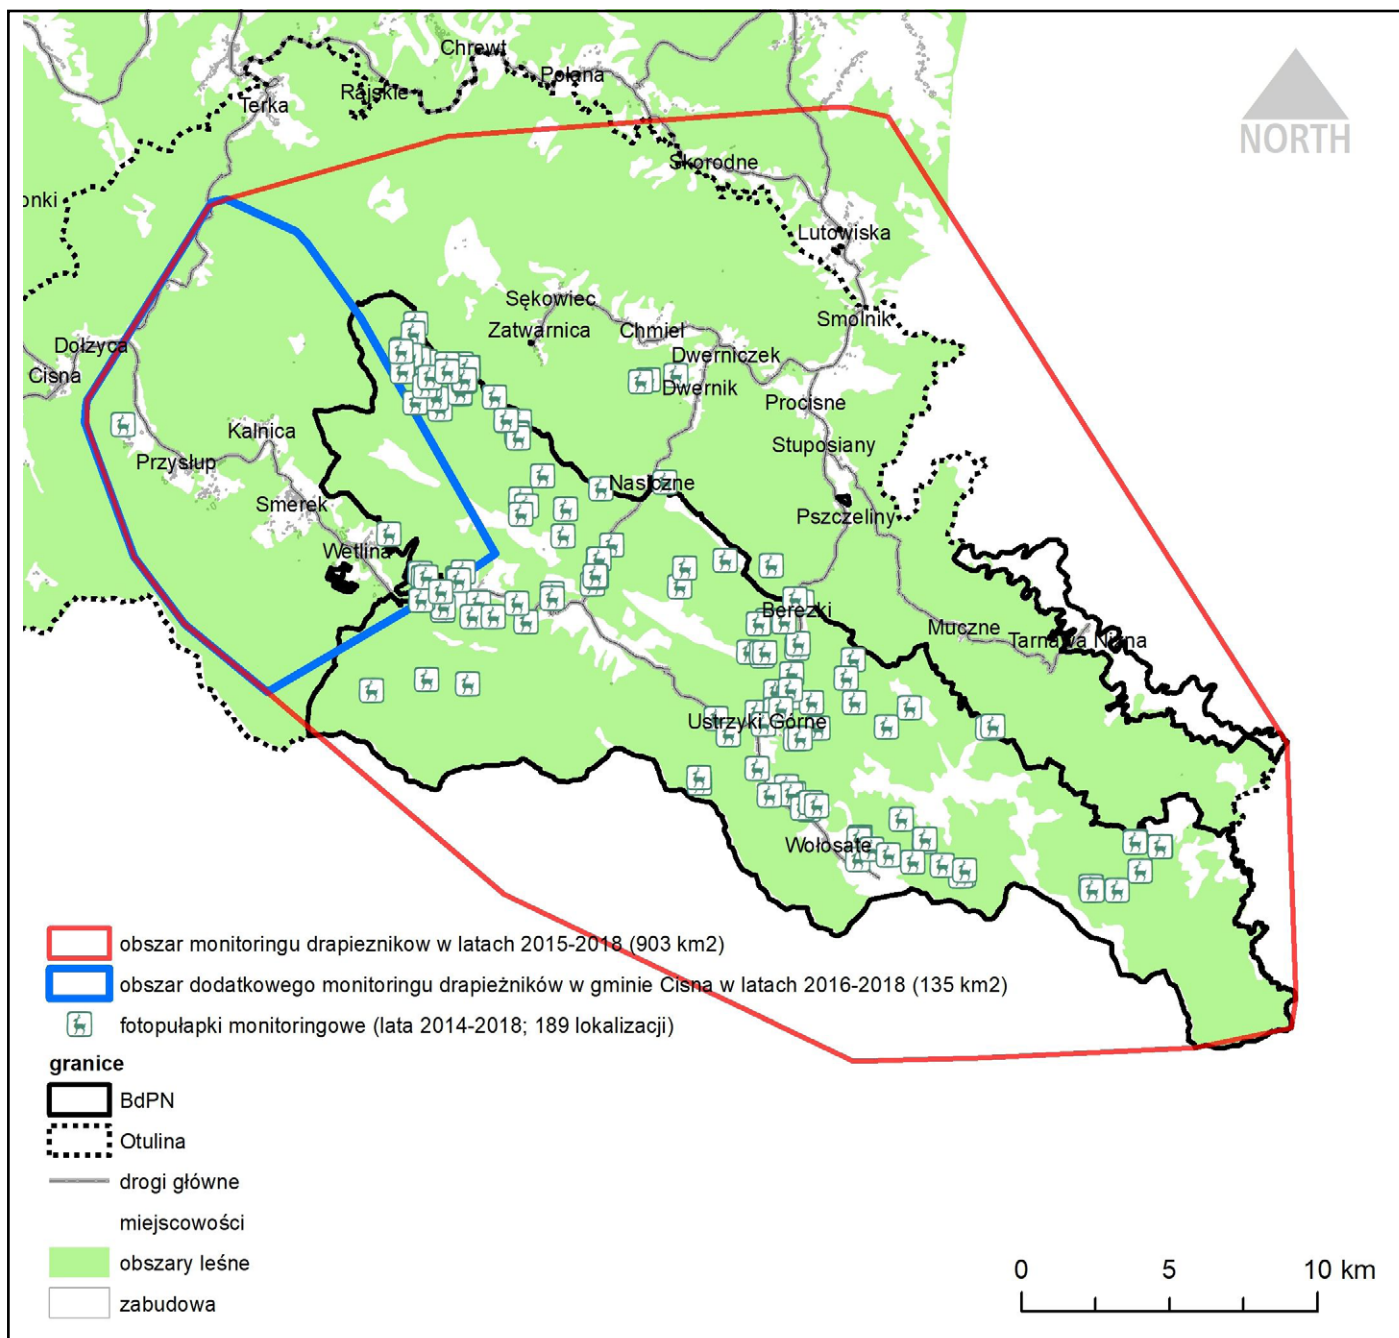 Chrewt
Polana
Rajskie
Terka
NORTH
Skorodne
onki
Lutowiska
Sękowiec
Smolnik
Zatwarnica
Chmiel
Dołżyca
Dwerniczek
Cisna
Dwernik
Procisne
Kalnica
Stuposiany
Przysłup
Nasiczne
Smerek
Pszczeliny
Wetlina
Berezki
Muczne
Tarnawa Niżna
Ustrzyki Górne
Wołosate
obszar monitoringu drapieznikow w latach 2015-2018 (903 km2)
obszar dodatkowego monitoringu drapieżników w gminie Cisna w latach 2016-2018 (135 km2)
fotopułapki monitoringowe (lata 2014-2018; 189 lokalizacji)
granice
BdPN
Otulina
drogi główne
miejscowości
obszary leśne
zabudowa
0 5 10 km